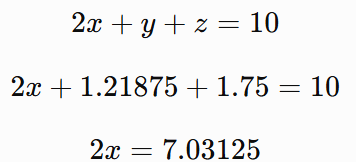 2x + y + z = 10
2x + 1.21875 + 1.75 = 10
2x = 7.03125